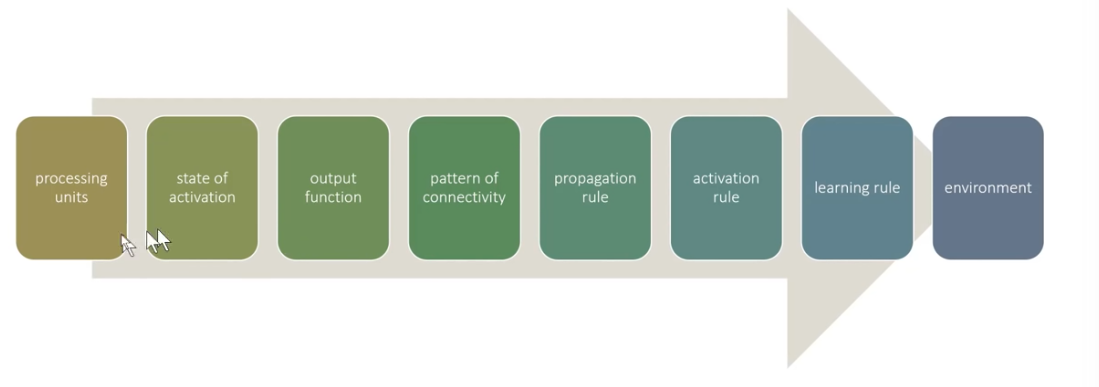 processing
units
state of
activation
output
function
pattern of
connectivity
propagation
rule
activation
rule
learning rule
environment